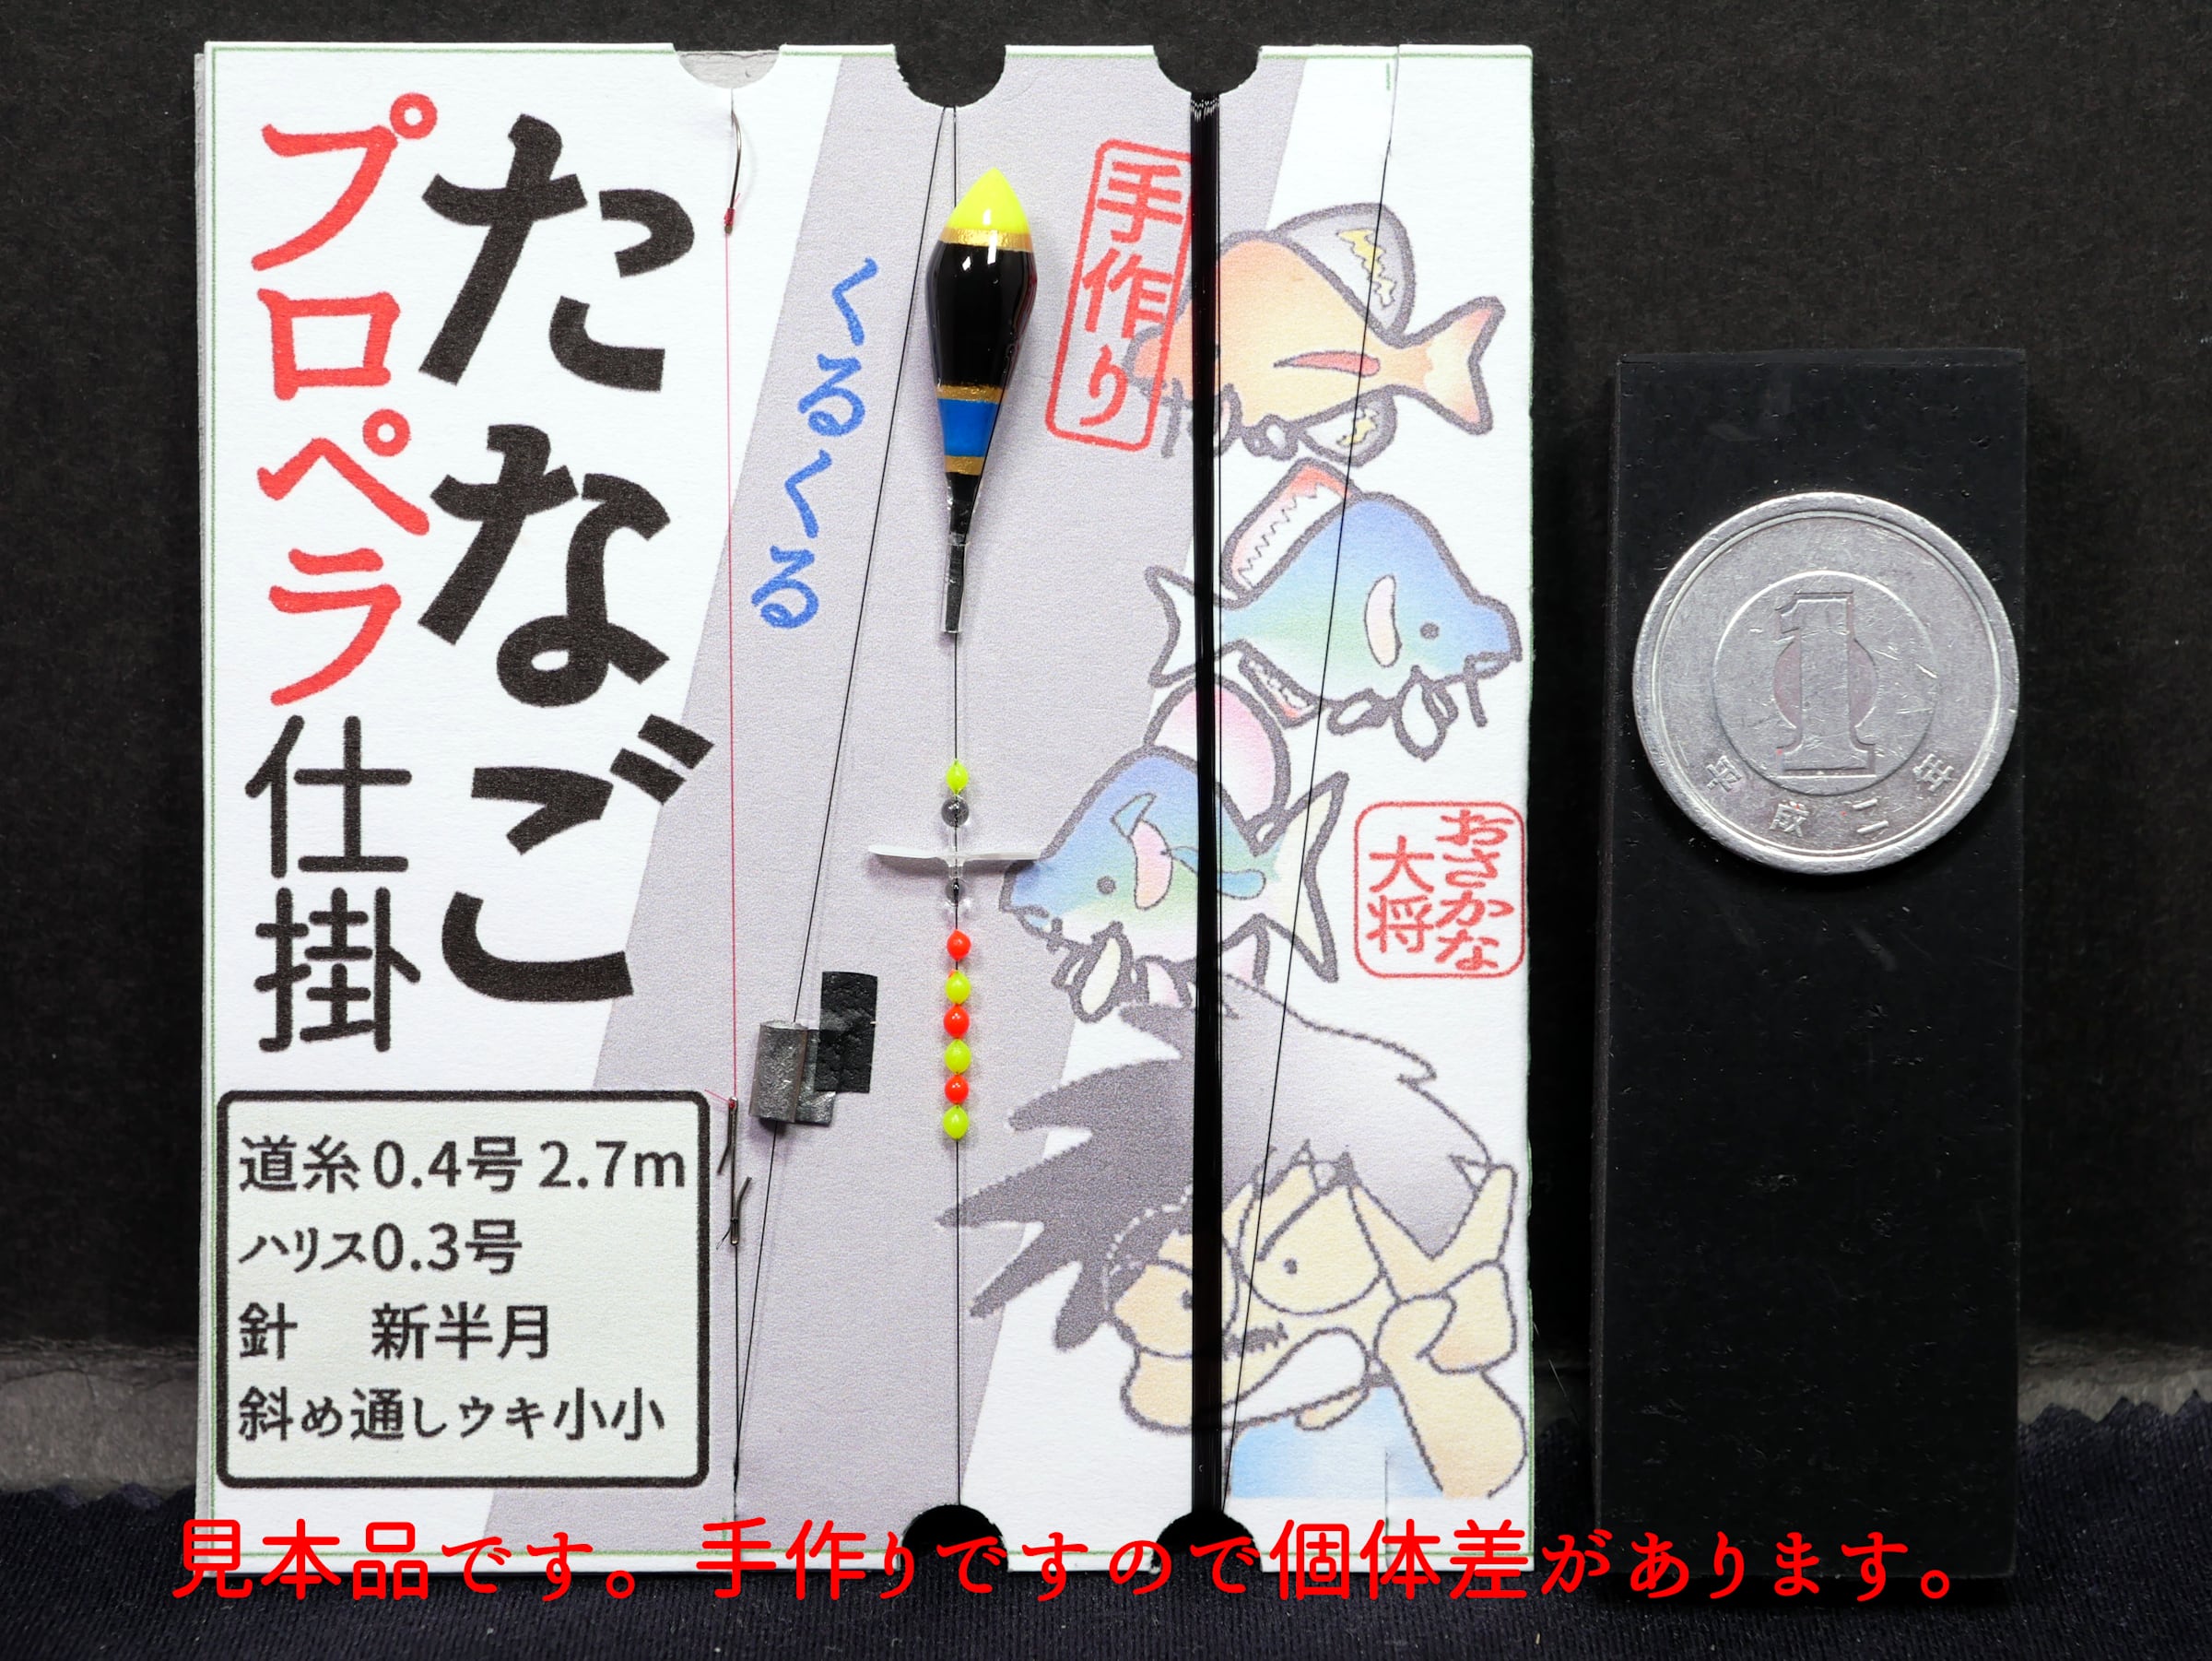 たなご
プロペラ仕掛
くるくる
手作り
おさかな
大将
道糸 0.4号 2.7m
ハリス0.3号
針 新半月
斜め通しウキ小小
1
平成二年
見本品です。手作りですので個体差があります。